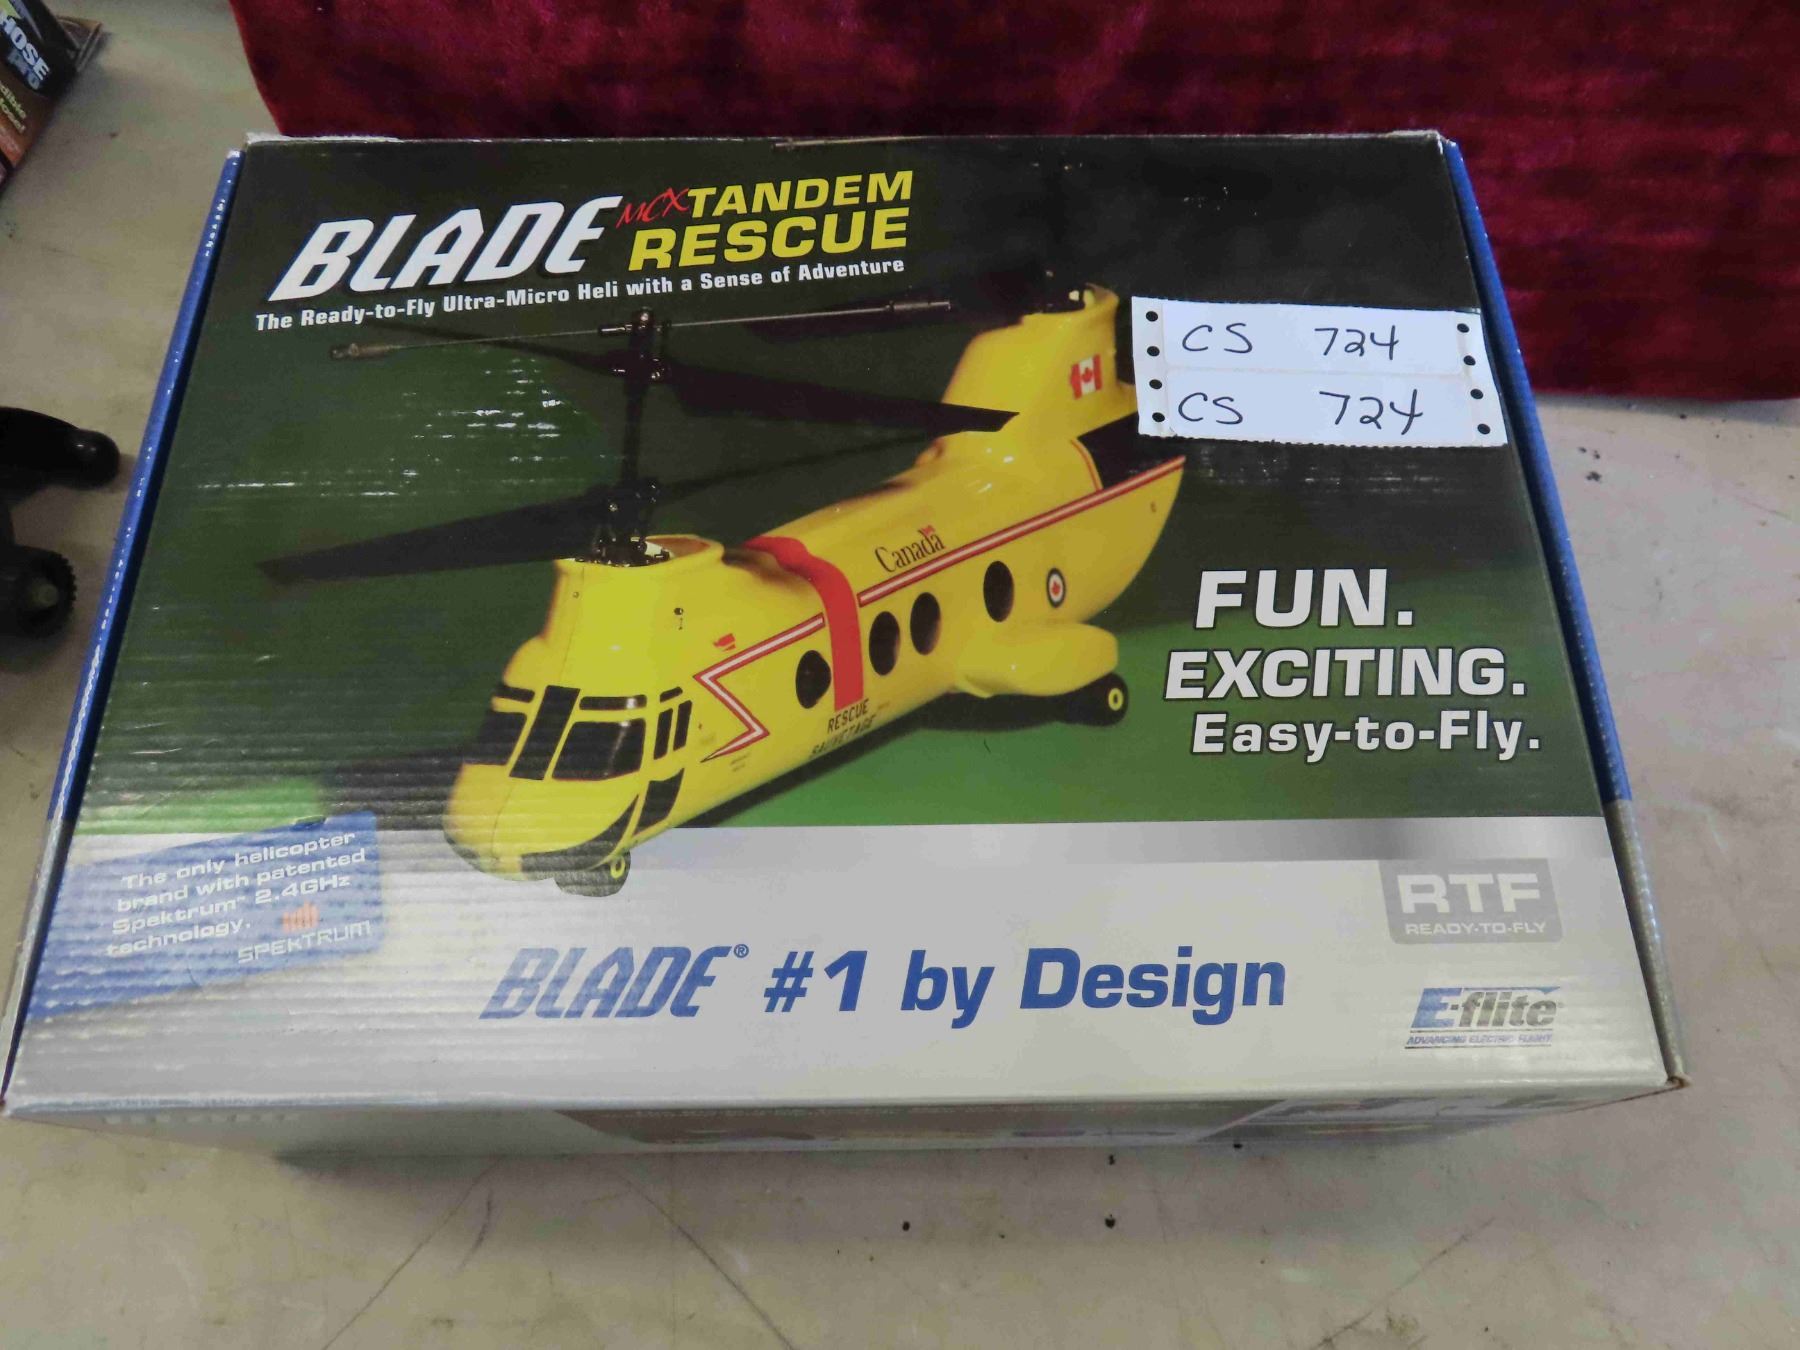 HOSE
BLADE MCX TANDEM
RESCUE
The Ready-to-Fly Ultra-Micro Heli with a Sense of Adventure
CS 724
CS 724
Canada
RESCUE
FUN.
EXCITING.
Easy-to-Fly.
The only helicopter
brand with patented
Spektrum™ 2.4GHz
technology.
SPEKTRUM
RTF
READY-TO-FLY
BLADE® #1 by Design
E-flite
ADVANCING ELECTRIC FLIGHT